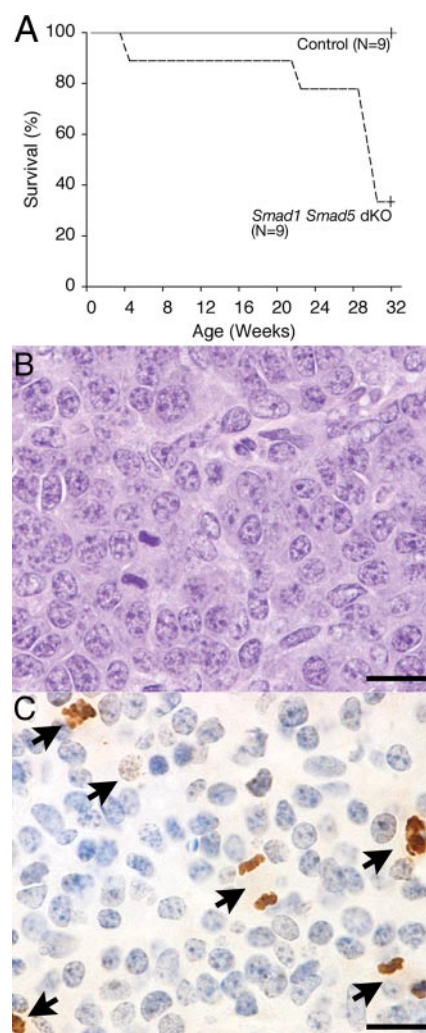 A
100
80
60
40
20
0
Survival (%)
Control (N=9)
Smad1 Smad5 dKO
(N=9)
0 4 8 12 16 20 24 28 32
Age (Weeks)
B
C